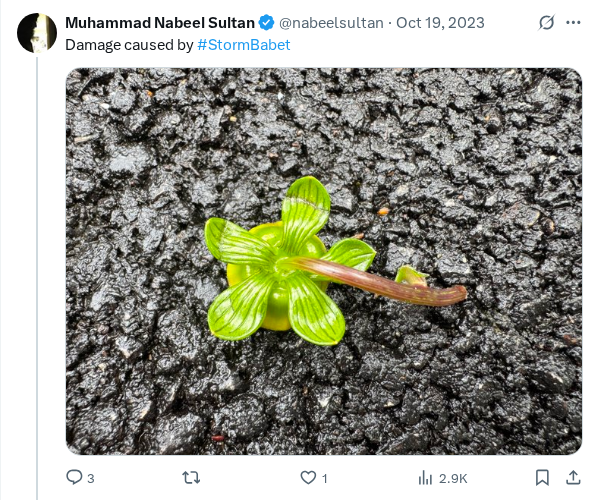 Muhammad Nabeel Sultan @nabeelsultan · Oct 19, 2023
Damage caused by #StormBabet
3 1 2.9K